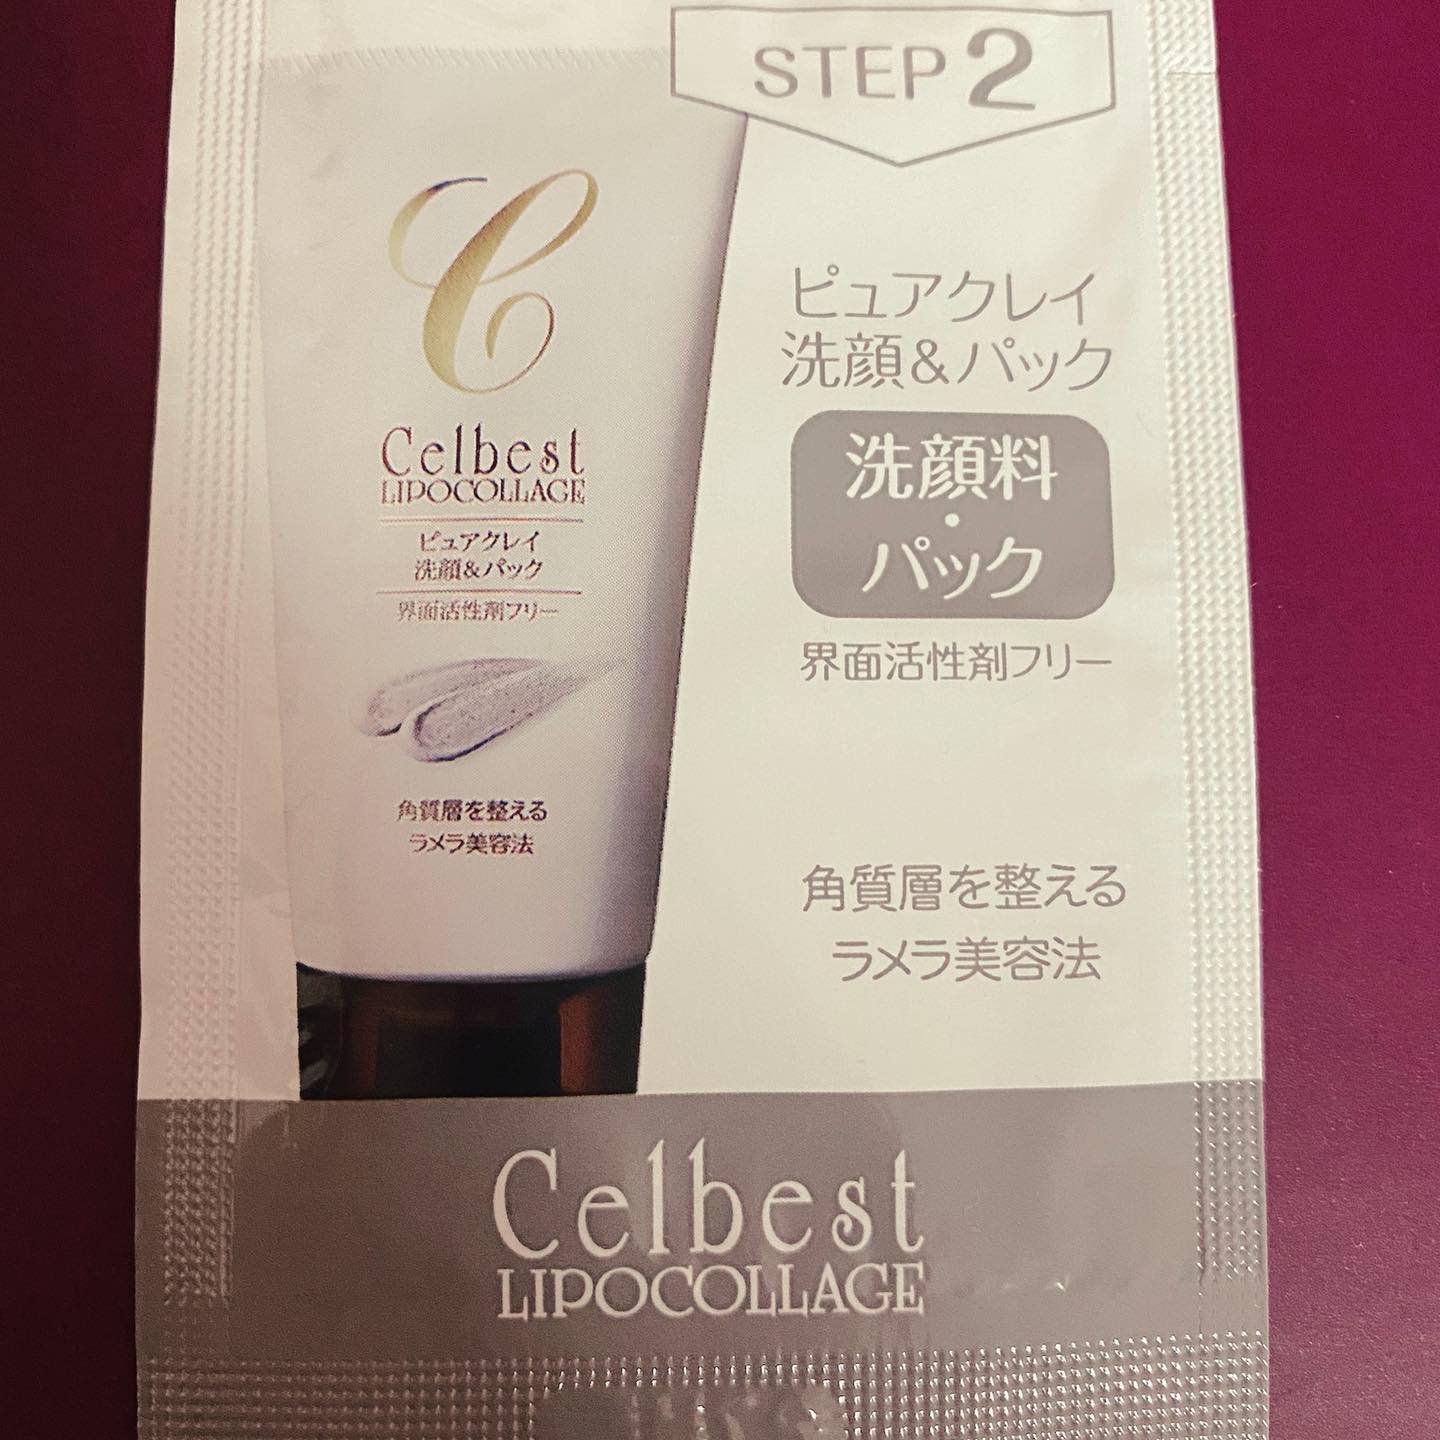 STEP 2
C
Celbest
LIPOCOLLAGE
ピュアクレイ
洗顔&パック
界面活性剤フリー
角質層を整える
ラメラ美容法
ピュアクレイ
洗顔&パック
洗顔料
・
パック
界面活性剤フリー
角質層を整える
ラメラ美容法
Celbest
LIPOCOLLAGE